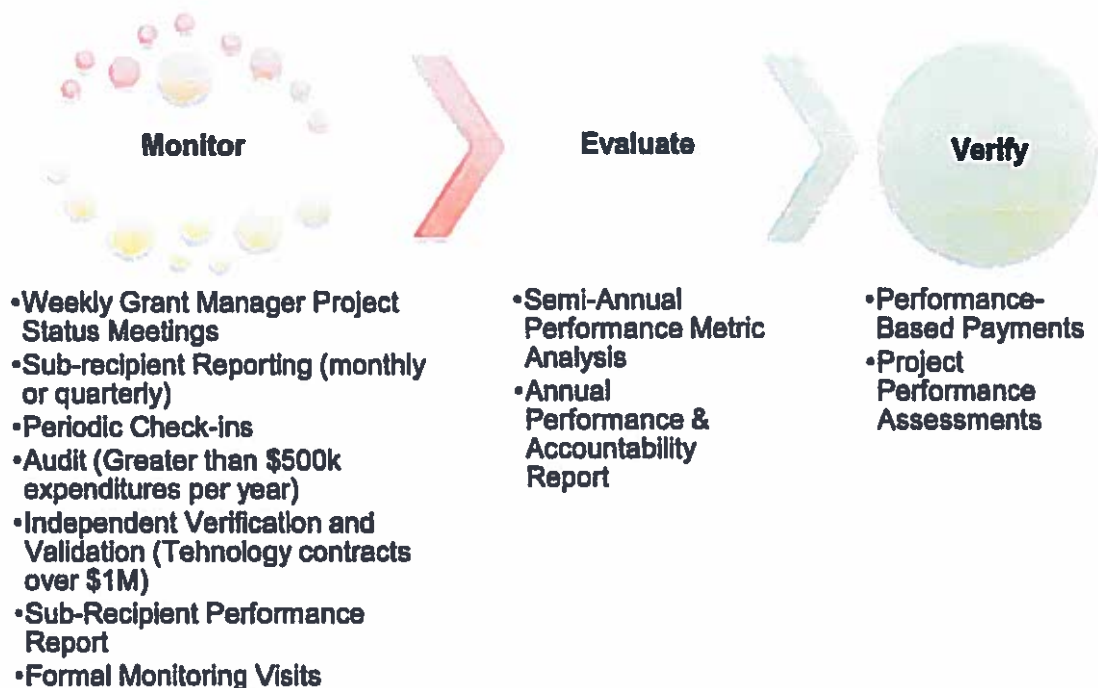 Monitor
Evaluate
Verify
•Weekly Grant Manager Project
Status Meetings
•Sub-recipient Reporting (monthly
or quarterly)
•Periodic Check-ins
•Audit (Greater than $500k
expenditures per year)
•Independent Verification and
Validation (Tehnology contracts
over $1M)
•Sub-Recipient Performance
Report
•Formal Monitoring Visits
•Semi-Annual
Performance Metric
Analysis
•Annual
Performance &
Accountability
Report
•Performance-
Based Payments
•Project
Performance
Assessments